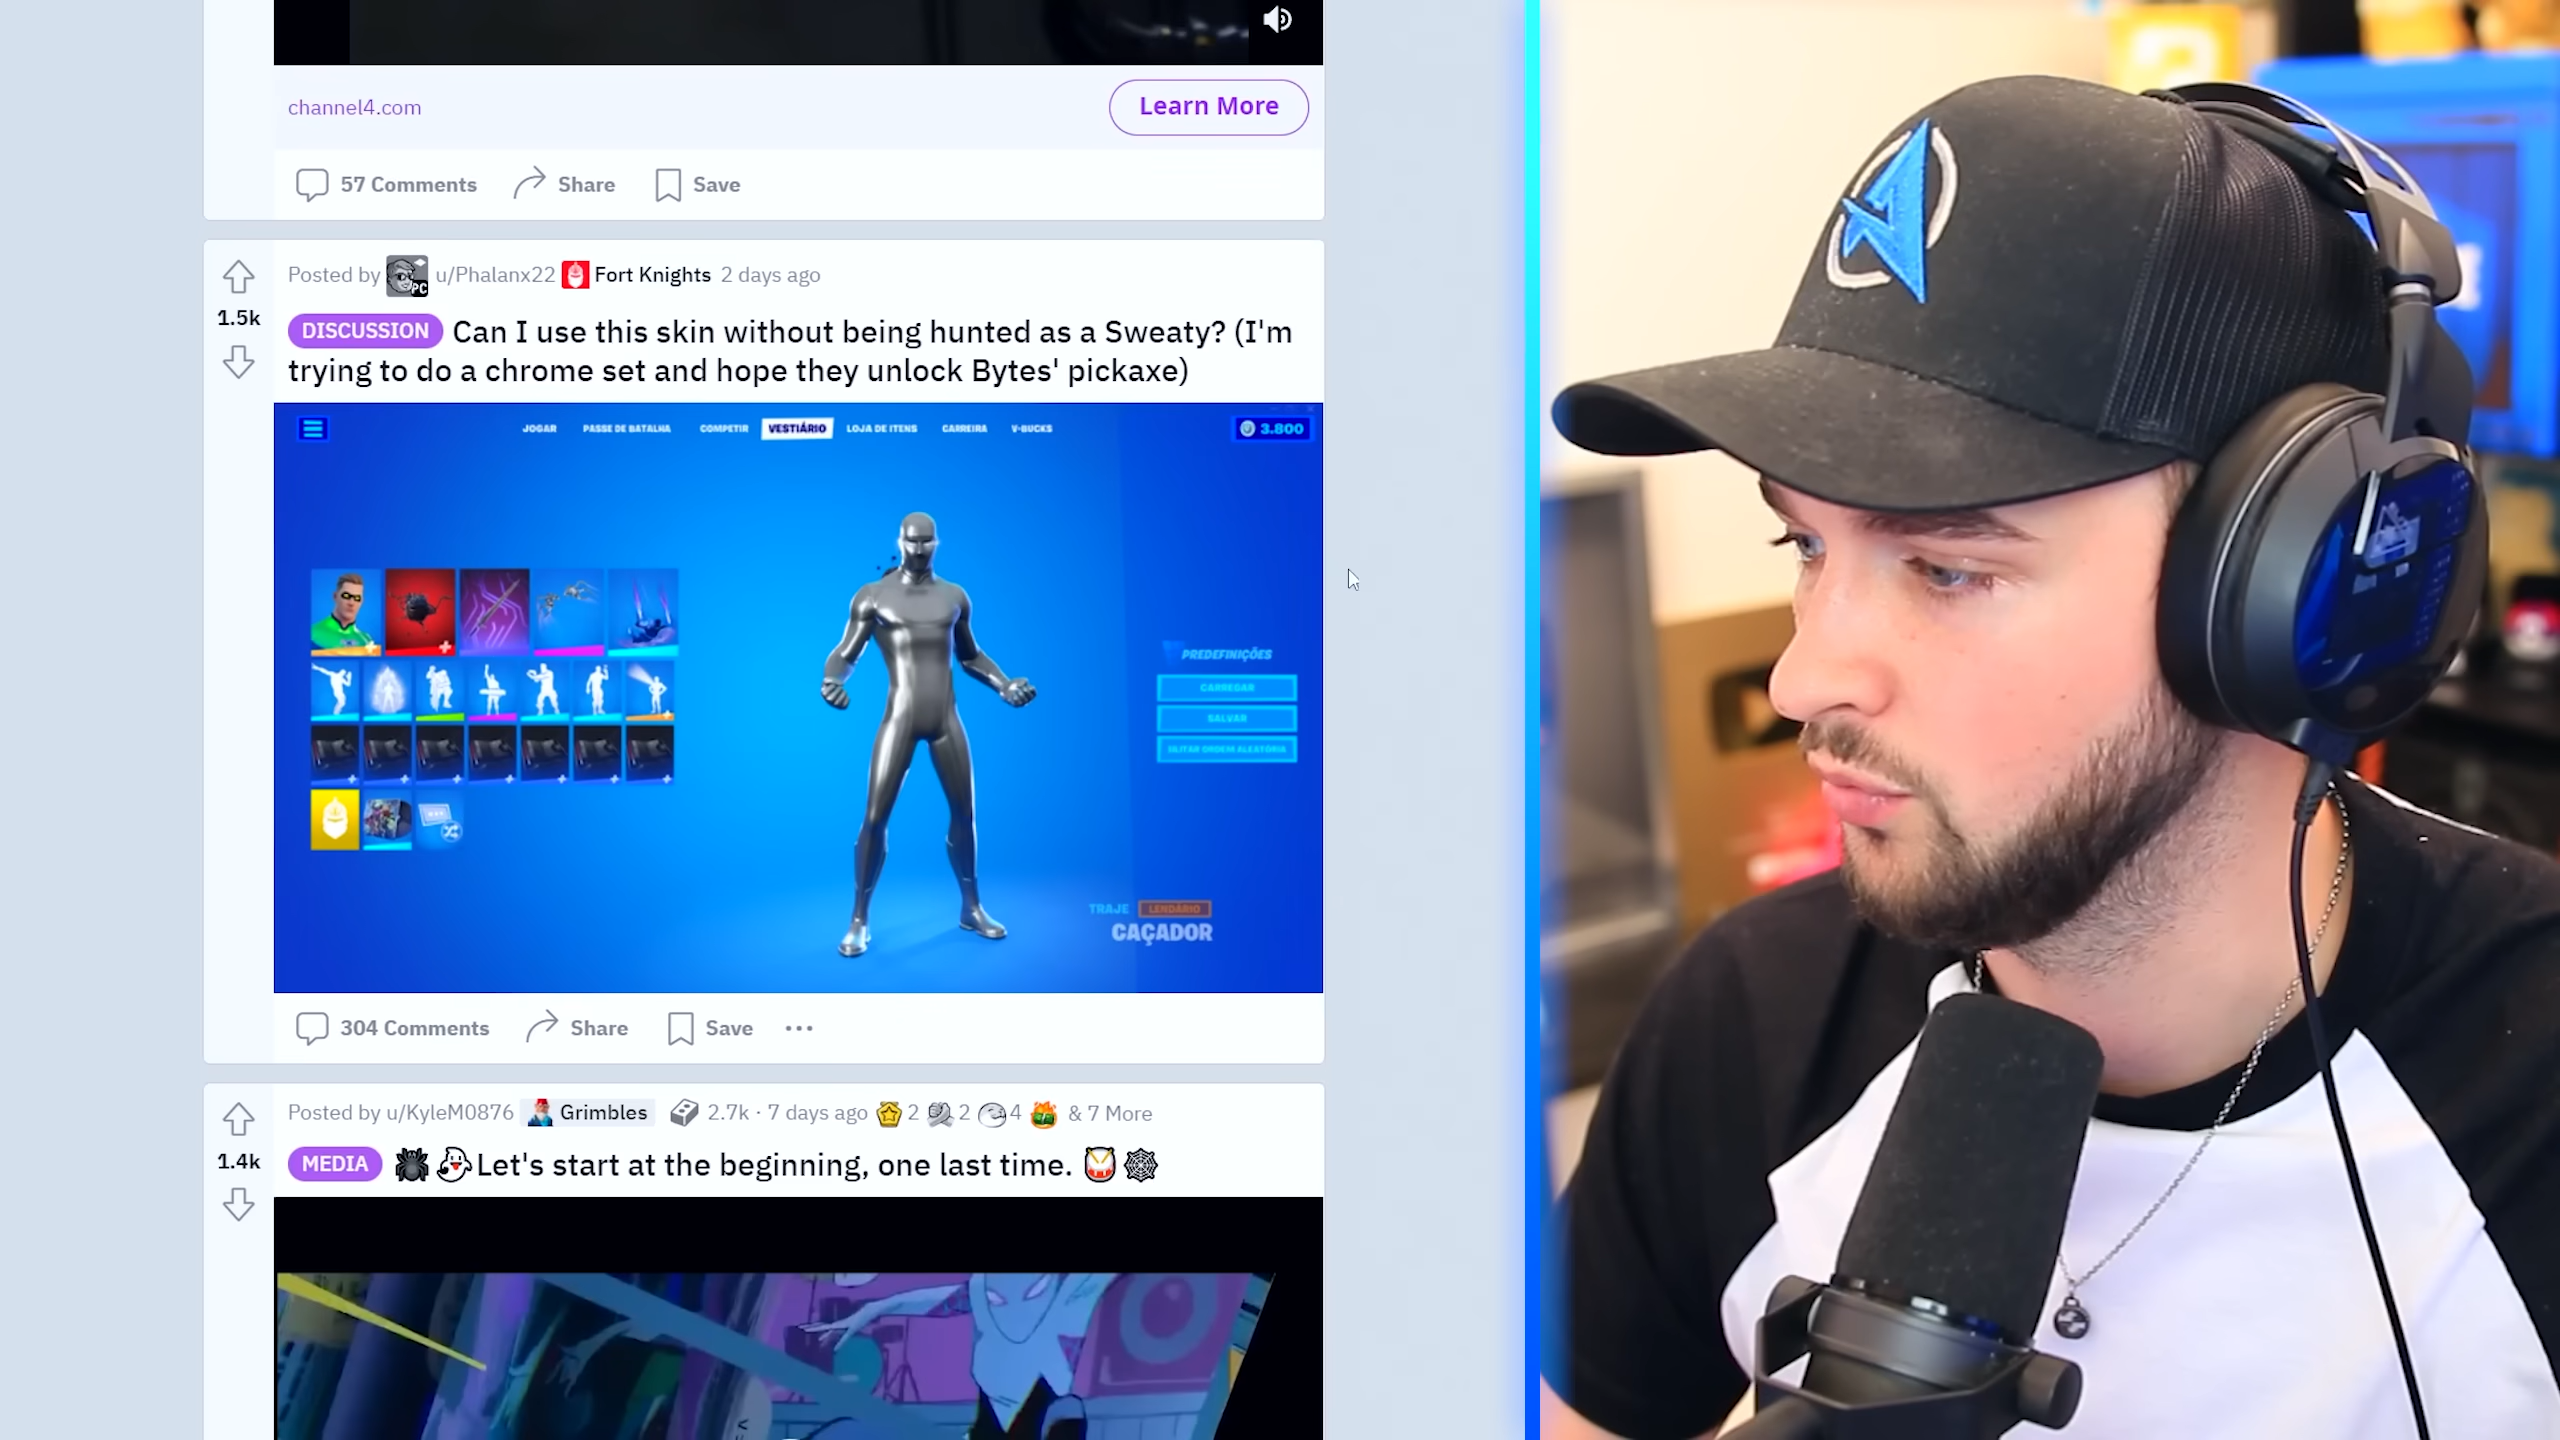 channel4.com
Learn More
57 Comments Share Save
Posted by u/Phalanx22 Fort Knights 2 days ago
1.5k
DISCUSSION Can I use this skin without being hunted as a Sweaty? (I'm
trying to do a chrome set and hope they unlock Bytes' pickaxe)
JOGAR PASSE DE BATALHA COMPETIR VESTIÁRIO LOJA DE ITENS CARREIRA V-BUCKS 3.800
PREDEFINIÇÕES
CARREGAR
SALVAR
ORDEM ALEATÓRIA
TRAJE LENDÁRIO
CAÇADOR
304 Comments Share Save
Posted by u/KyleM0876 Grimbles 2.7k · 7 days ago 2 2 4 & 7 More
1.4k
MEDIA 🕷️👻Let's start at the beginning, one last time. 🥁🕸️